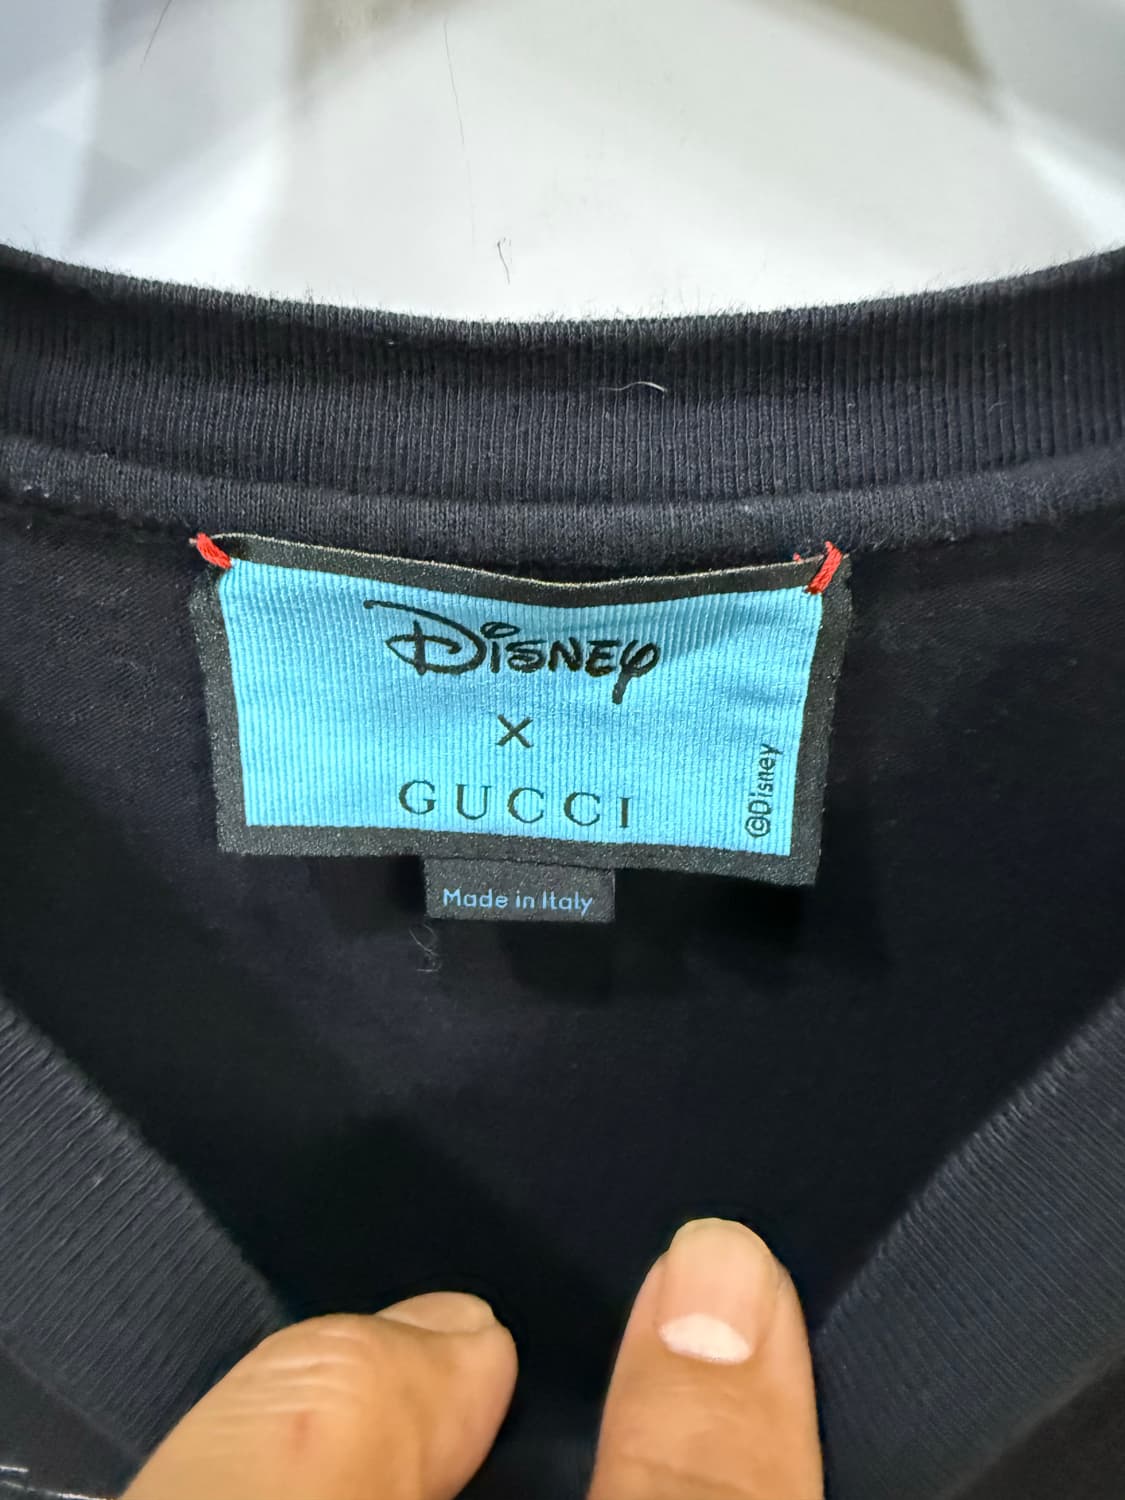 Disney
×
GUCCI
©Disney
Made in Italy